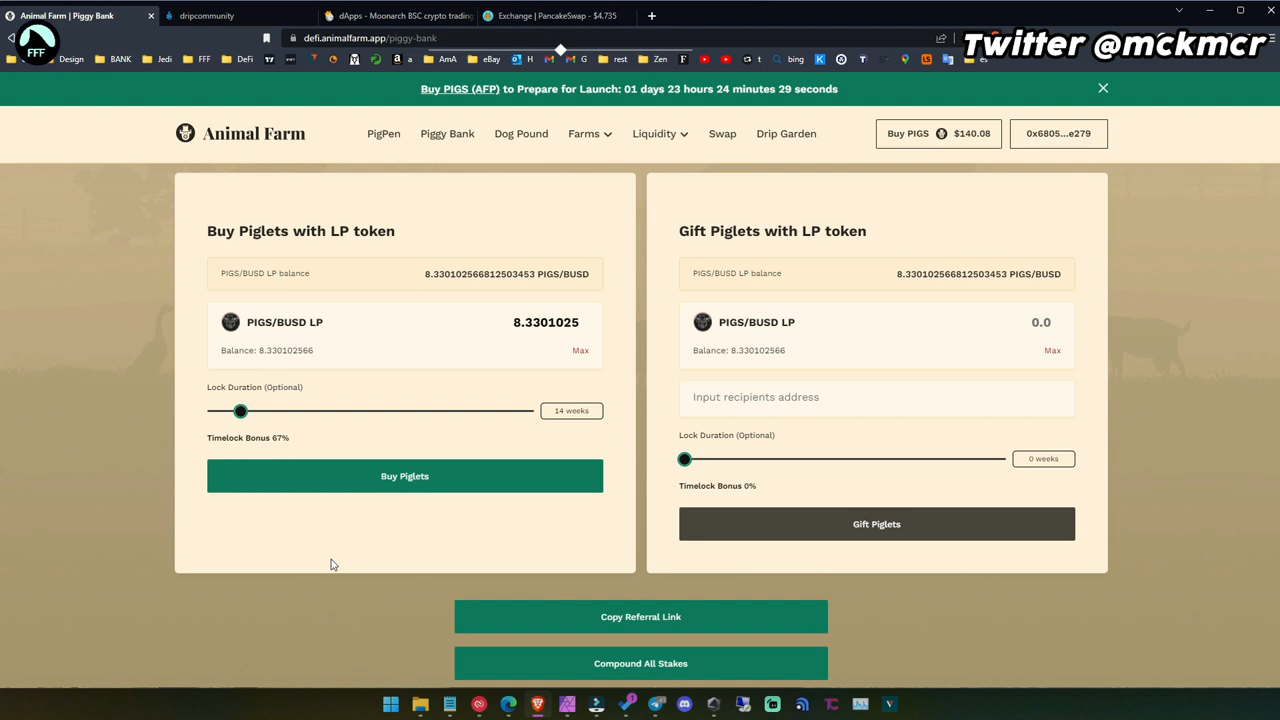 Animal Farm | Piggy Bank
dripcommunity
dApps - Moonarch BSC crypto trading
Exchange | PancakeSwap - $4.735
defi.animalfarm.app/piggy-bank
Twitter @mckmcr
FFF
Design
BANK
Jedi
FFF
DeFi
a
AmA
eBay
H
G
rest
Zen
t
bing
Buy PIGS (AFP) to Prepare for Launch: 01 days 23 hours 24 minutes 29 seconds
Animal Farm
PigPen
Piggy Bank
Dog Pound
Farms
Liquidity
Swap
Drip Garden
Buy PIGS $140.08
0x6805...e279
Buy Piglets with LP token
PIGS/BUSD LP balance 8.330102566812503453 PIGS/BUSD
PIGS/BUSD LP 8.3301025
Balance: 8.330102566 Max
Lock Duration (Optional)
14 weeks
Timelock Bonus 67%
Buy Piglets
Gift Piglets with LP token
PIGS/BUSD LP balance 8.330102566812503453 PIGS/BUSD
PIGS/BUSD LP 0.0
Balance: 8.330102566 Max
Input recipients address
Lock Duration (Optional)
0 weeks
Timelock Bonus 0%
Gift Piglets
Copy Referral Link
Compound All Stakes